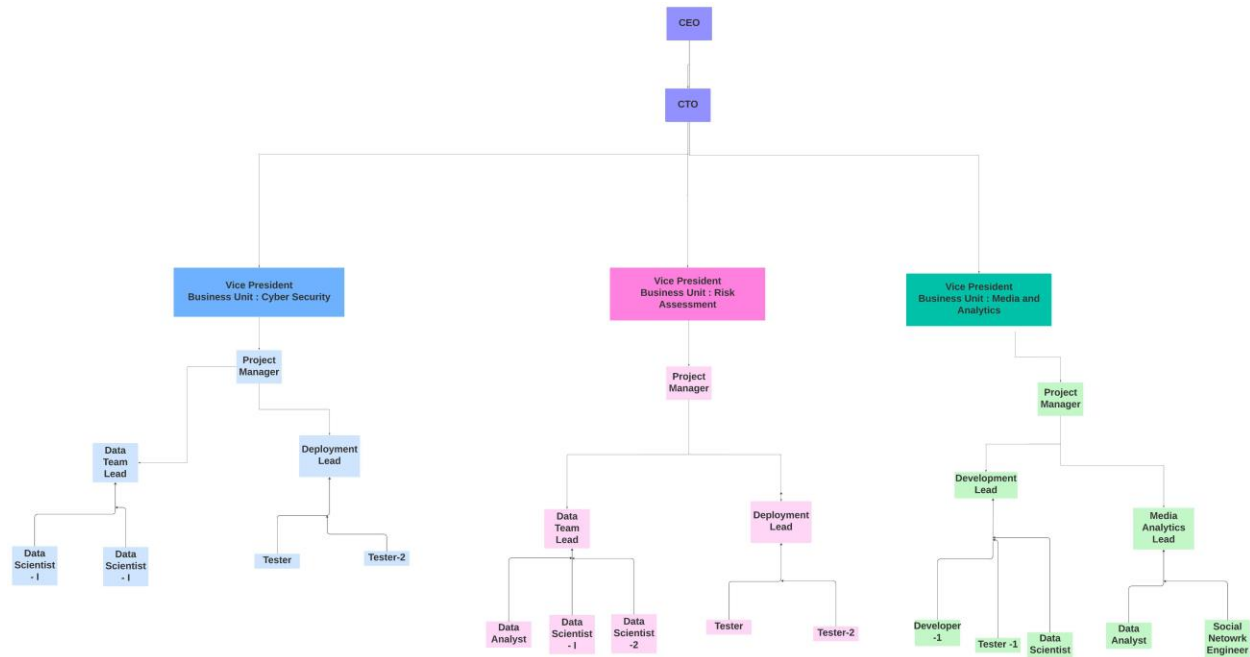 CEO
CTO
Vice President
Business Unit : Cyber Security
Vice President
Business Unit : Risk
Assessment
Vice President
Business Unit : Media and
Analytics
Project
Manager
Project
Manager
Project
Manager
Data
Team
Lead
Deployment
Lead
Data
Team
Lead
Deployment
Lead
Development
Lead
Media
Analytics
Lead
Data
Scientist
- I
Data
Scientist
- I
Tester
Tester-2
Data
Analyst
Data
Scientist
- I
Data
Scientist
-2
Tester
Tester-2
Developer
-1
Tester -1
Data
Scientist
Data
Analyst
Social
Netowrk
Engineer